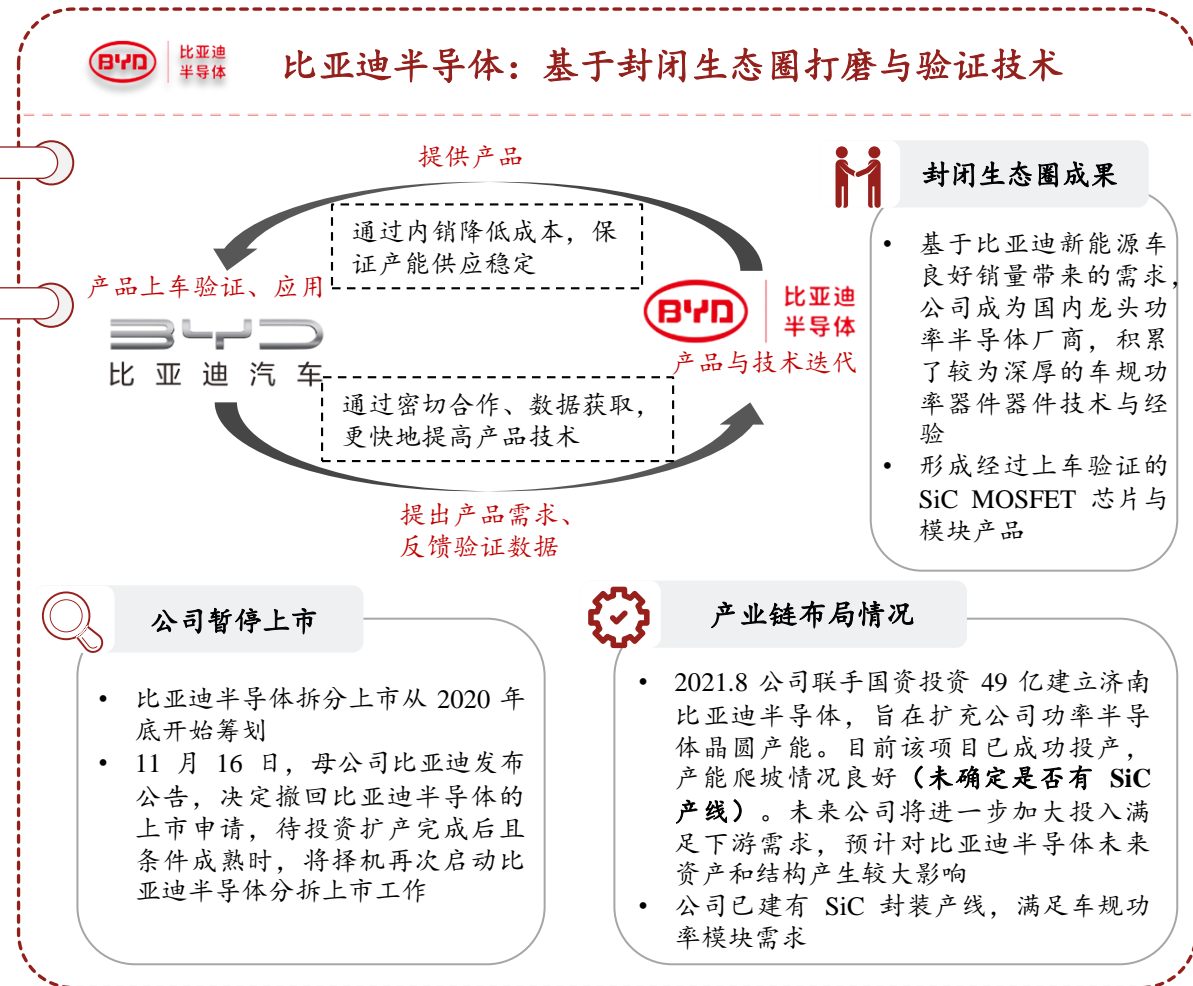 BYD
比亚迪
半导体
比亚迪半导体：基于封闭生态圈打磨与验证技术
提供产品
通过内销降低成本，保
证产能供应稳定
产品上车验证、应用
BYD
比亚迪汽车
BYD
比亚迪
半导体
产品与技术迭代
通过密切合作、数据获取，
更快地提高产品技术
提出产品需求、
反馈验证数据
封闭生态圈成果
• 基于比亚迪新能源车
良好销量带来的需求，
公司成为国内龙头功
率半导体厂商，积累
了较为深厚的车规功
率器件器件技术与经
验
• 形成经过上车验证的
SiC MOSFET 芯片与
模块产品
公司暂停上市
• 比亚迪半导体拆分上市从 2020 年
底开始筹划
• 11 月 16 日，母公司比亚迪发布
公告，决定撤回比亚迪半导体的
上市申请，待投资扩产完成后且
条件成熟时，将择机再次启动比
亚迪半导体分拆上市工作
产业链布局情况
• 2021.8 公司联手国资投资 49 亿建立济南
比亚迪半导体，旨在扩充公司功率半导
体晶圆产能。目前该项目已成功投产，
产能爬坡情况良好（未确定是否有 SiC
产线）。未来公司将进一步加大投入满
足下游需求，预计对比亚迪半导体未来
资产和结构产生较大影响
• 公司已建有 SiC 封装产线，满足车规功
率模块需求